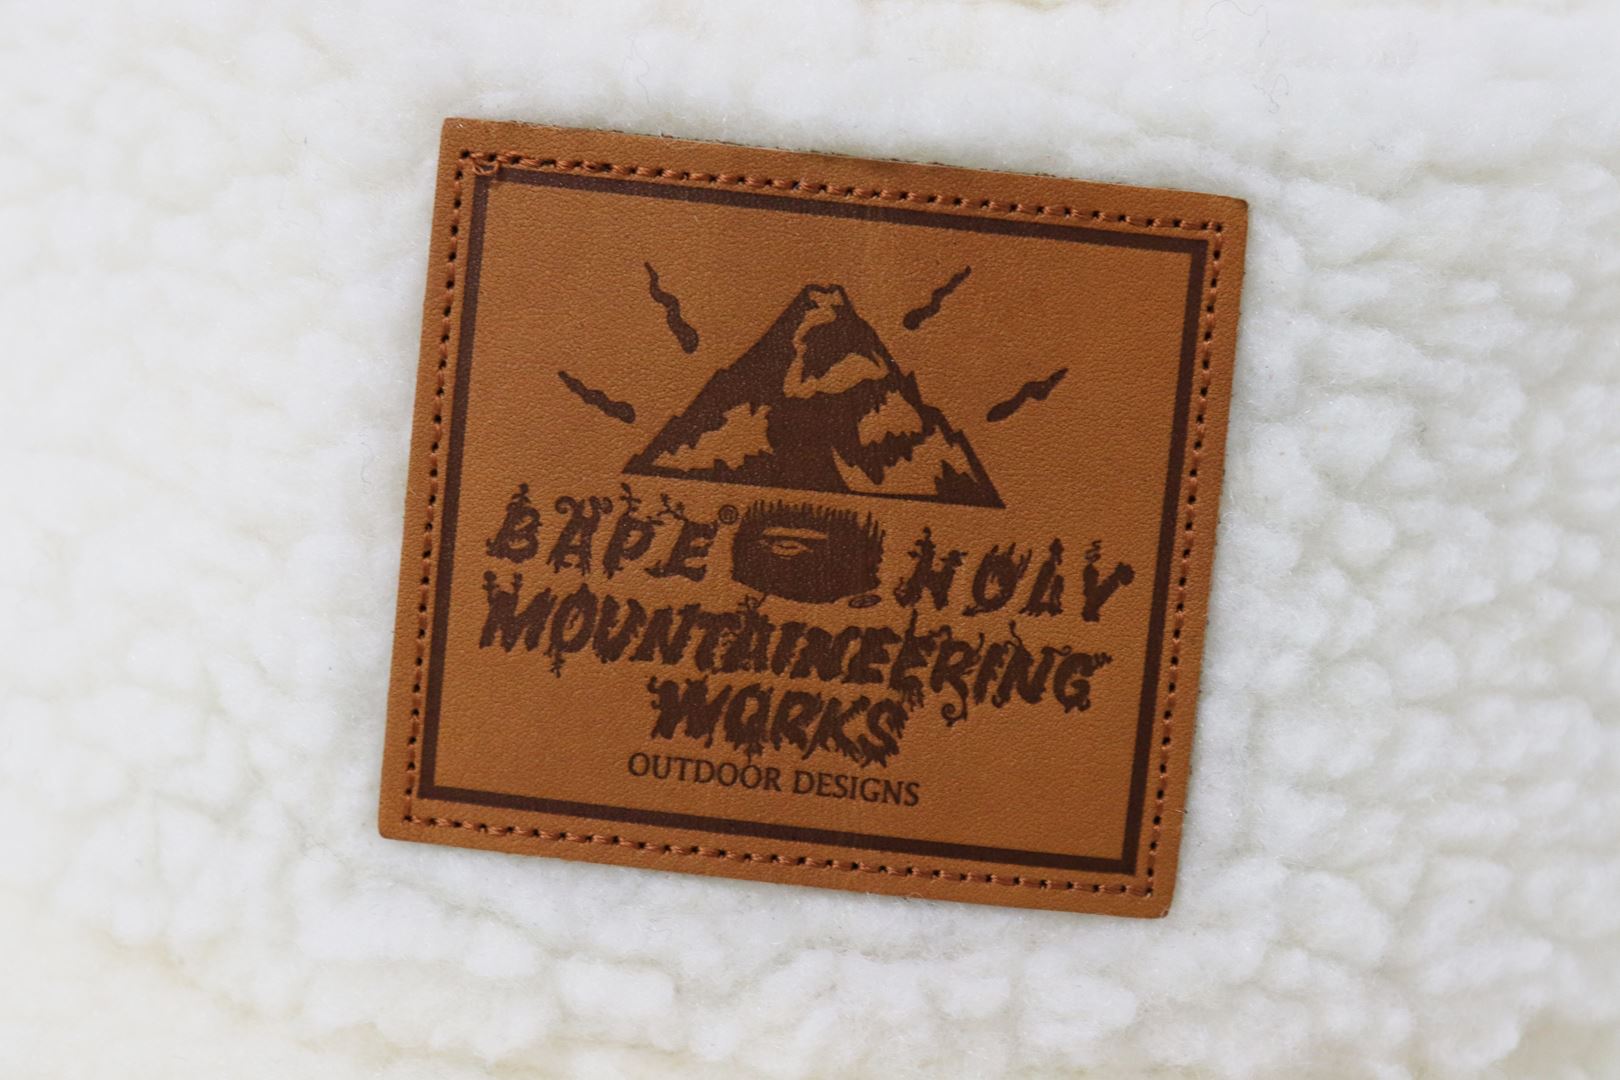 BAPE® HOLY
MOUNTAINEERING
WORKS
OUTDOOR DESIGNS